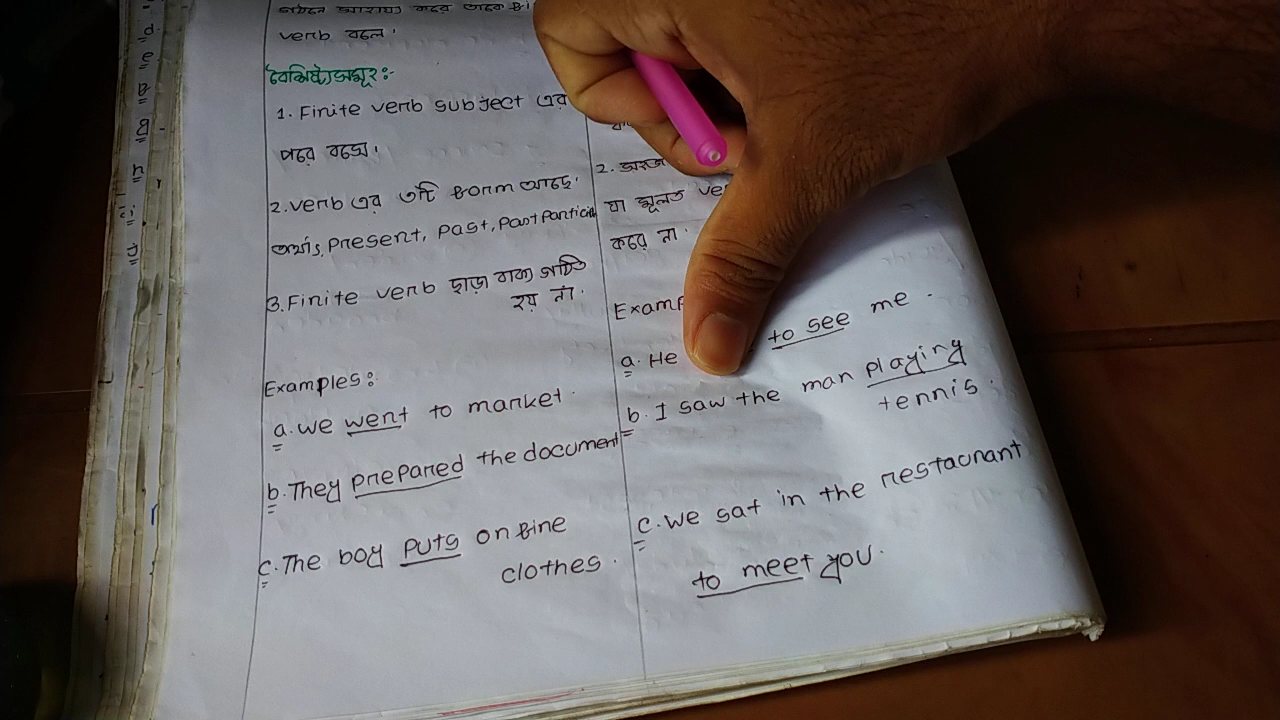 verb বলে।
বৈশিষ্ট্যসমূহ:-
1. Finite verb subject এর
পরে বসে।
2. verb এর ৩টি form আছে।
অর্থাৎ, Present, Past, Past Participle
3. Finite verb ছাড়া বাক্য গঠিত
হয় না।
Examples:
a. We went to market.
b. They prepared the document
c. The boy puts on fine
clothes.
2.
যা মূলত
করে না।
a. He to see me.
b. I saw the man playing
tennis.
c. We sat in the restaurant
to meet you.